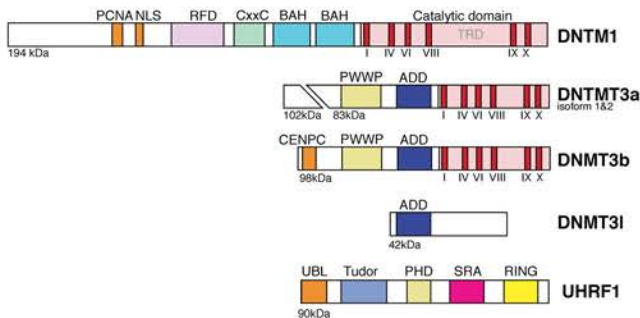 PCNA NLS RFD CxxC BAH BAH Catalytic domain
TRD
DNTM1
194 kDa I IV VI VIII IX X
PWWP ADD
DNTMT3a
isoform 1&2
102kDa 83kDa I IV VI VIII IX X
CENPC PWWP ADD
DNMT3b
98kDa I IV VI VIII IX X
ADD
DNMT3l
42kDa
UBL Tudor PHD SRA RING
UHRF1
90kDa